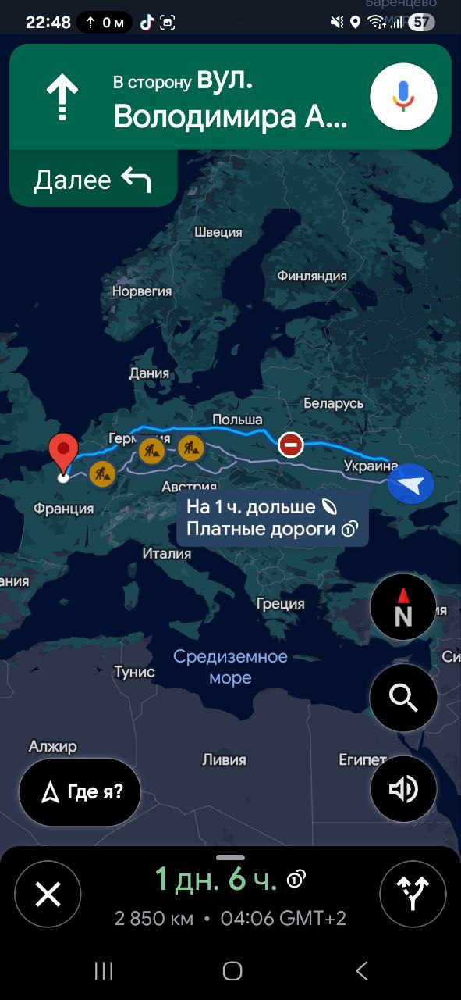 Баренцево
мор
22:48 ↑ 0 м 57
В сторону вул.
Володимира А...
Далее
Швеция
Финляндия
Норвегия
Дания
Беларусь
Польша
Украина
Австрия
Франция
На 1 ч. дольше
Платные дороги
Италия
ания
Греция
ия
N
Средиземное
море
Тунис
Си
Алжир
Ливия
Египет
Где я?
1 дн. 6 ч.
2 850 км • 04:06 GMT+2